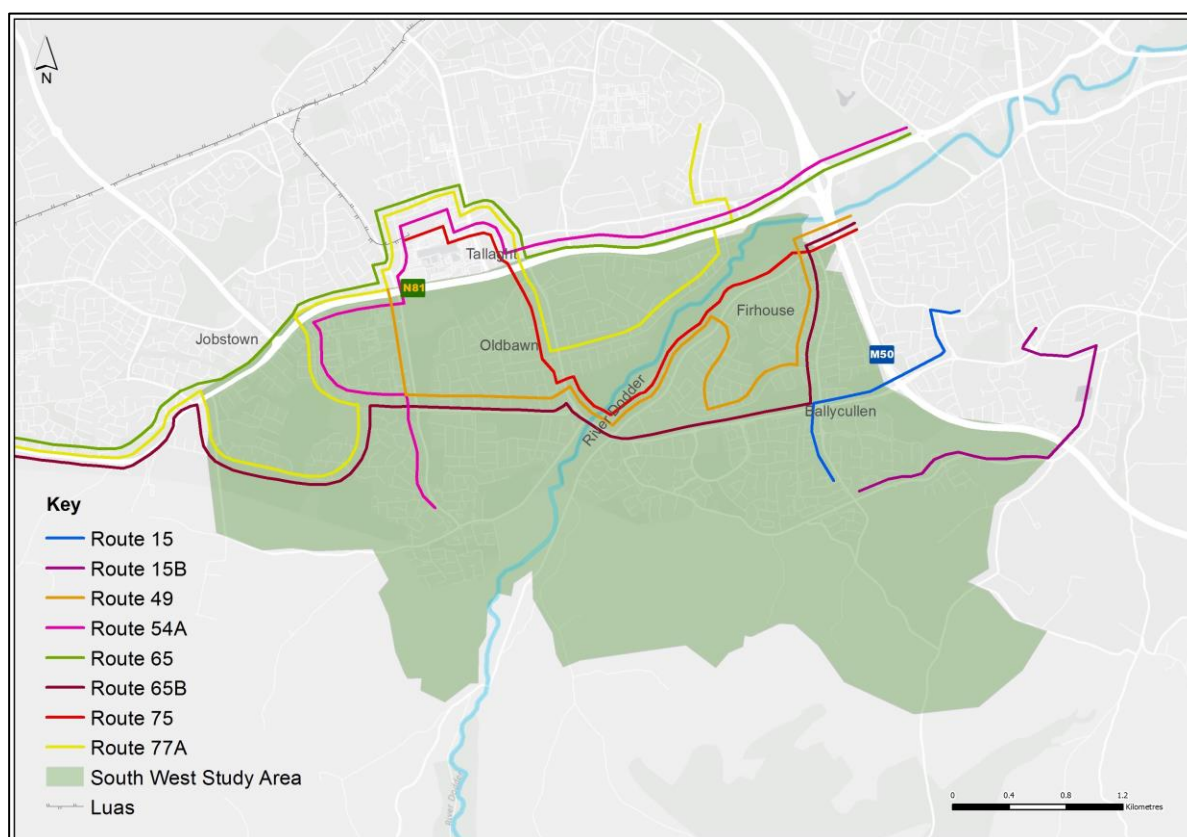 N
Tallaght
N81
Jobstown
Oldbawn
Firhouse
M50
River Dodder
Ballycullen
Key
Route 15
Route 15B
Route 49
Route 54A
Route 65
Route 65B
Route 75
Route 77A
South West Study Area
Luas
River Dodder
0 0.4 0.8 1.2
Kilometres